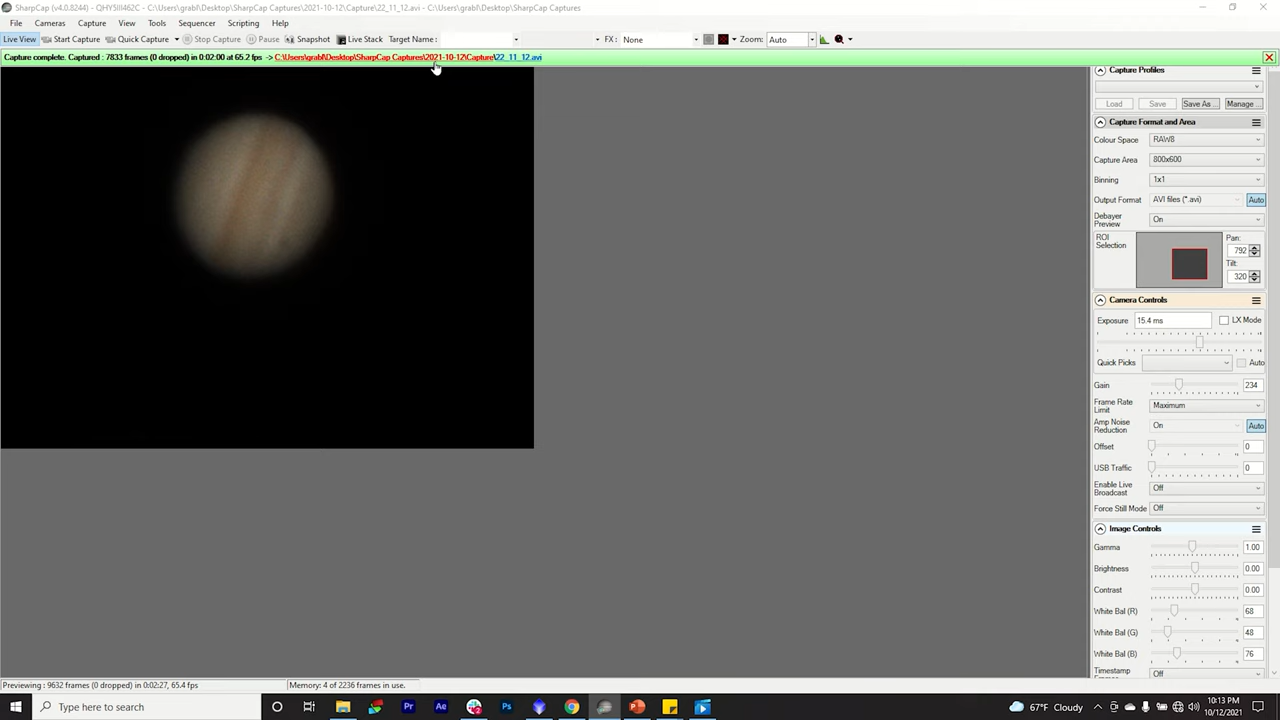 SharpCap (v4.0.8244) - QHY5III462C - C:\Users\grabl\Desktop\SharpCap Captures\2021-10-12\Capture\22_11_12.avi - C:\Users\grabl\Desktop\SharpCap Captures
File Cameras Capture View Tools Sequencer Scripting Help
Live View Start Capture Quick Capture Stop Capture Pause Snapshot Live Stack Target Name : FX: None Zoom: Auto
Capture complete. Captured : 7833 frames (0 dropped) in 0:02:00 at 65.2 fps -> C:\Users\grabl\Desktop\SharpCap Captures\2021-10-12\Capture\22_11_12.avi
Capture Profiles
Load Save Save As ... Manage ...
Capture Format and Area
Colour Space RAW8
Capture Area 800x600
Binning 1x1
Output Format AVI files (*.avi) Auto
Debayer Preview On
ROI Selection Pan: 792 Tilt: 320
Camera Controls
Exposure 15.4 ms LX Mode
Quick Picks Auto
Gain 234
Frame Rate Limit Maximum
Amp Noise Reduction On Auto
Offset 0
USB Traffic 0
Enable Live Broadcast Off
Force Still Mode Off
Image Controls
Gamma 1.00
Brightness 0.00
Contrast 0.00
White Bal (R) 68
White Bal (G) 48
White Bal (B) 76
Timestamp Off
Previewing : 9632 frames (0 dropped) in 0:02:27, 65.4 fps Memory: 4 of 2236 frames in use.
Type here to search Pr Ae Ps 67°F Cloudy 10:13 PM
10/12/2021